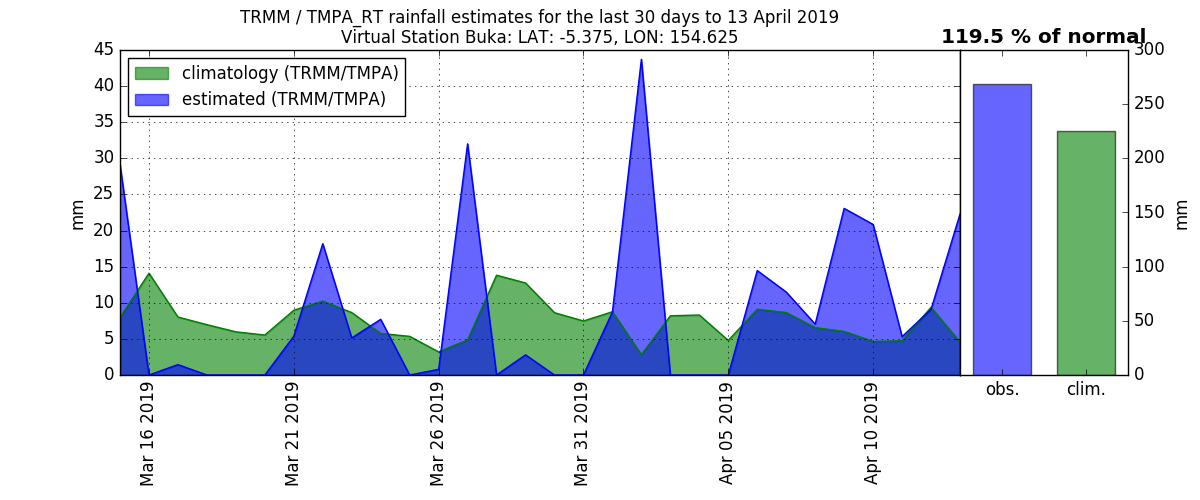 TRMM / TMPA_RT rainfall estimates for the last 30 days to 13 April 2019
Virtual Station Buka: LAT: -5.375, LON: 154.625
119.5 % of normal
climatology (TRMM/TMPA)
estimated (TRMM/TMPA)
45
40
35
30
25
20
15
10
5
0
mm
Mar 16 2019
Mar 21 2019
Mar 26 2019
Mar 31 2019
Apr 05 2019
Apr 10 2019
300
250
200
150
100
50
0
mm
obs.
clim.